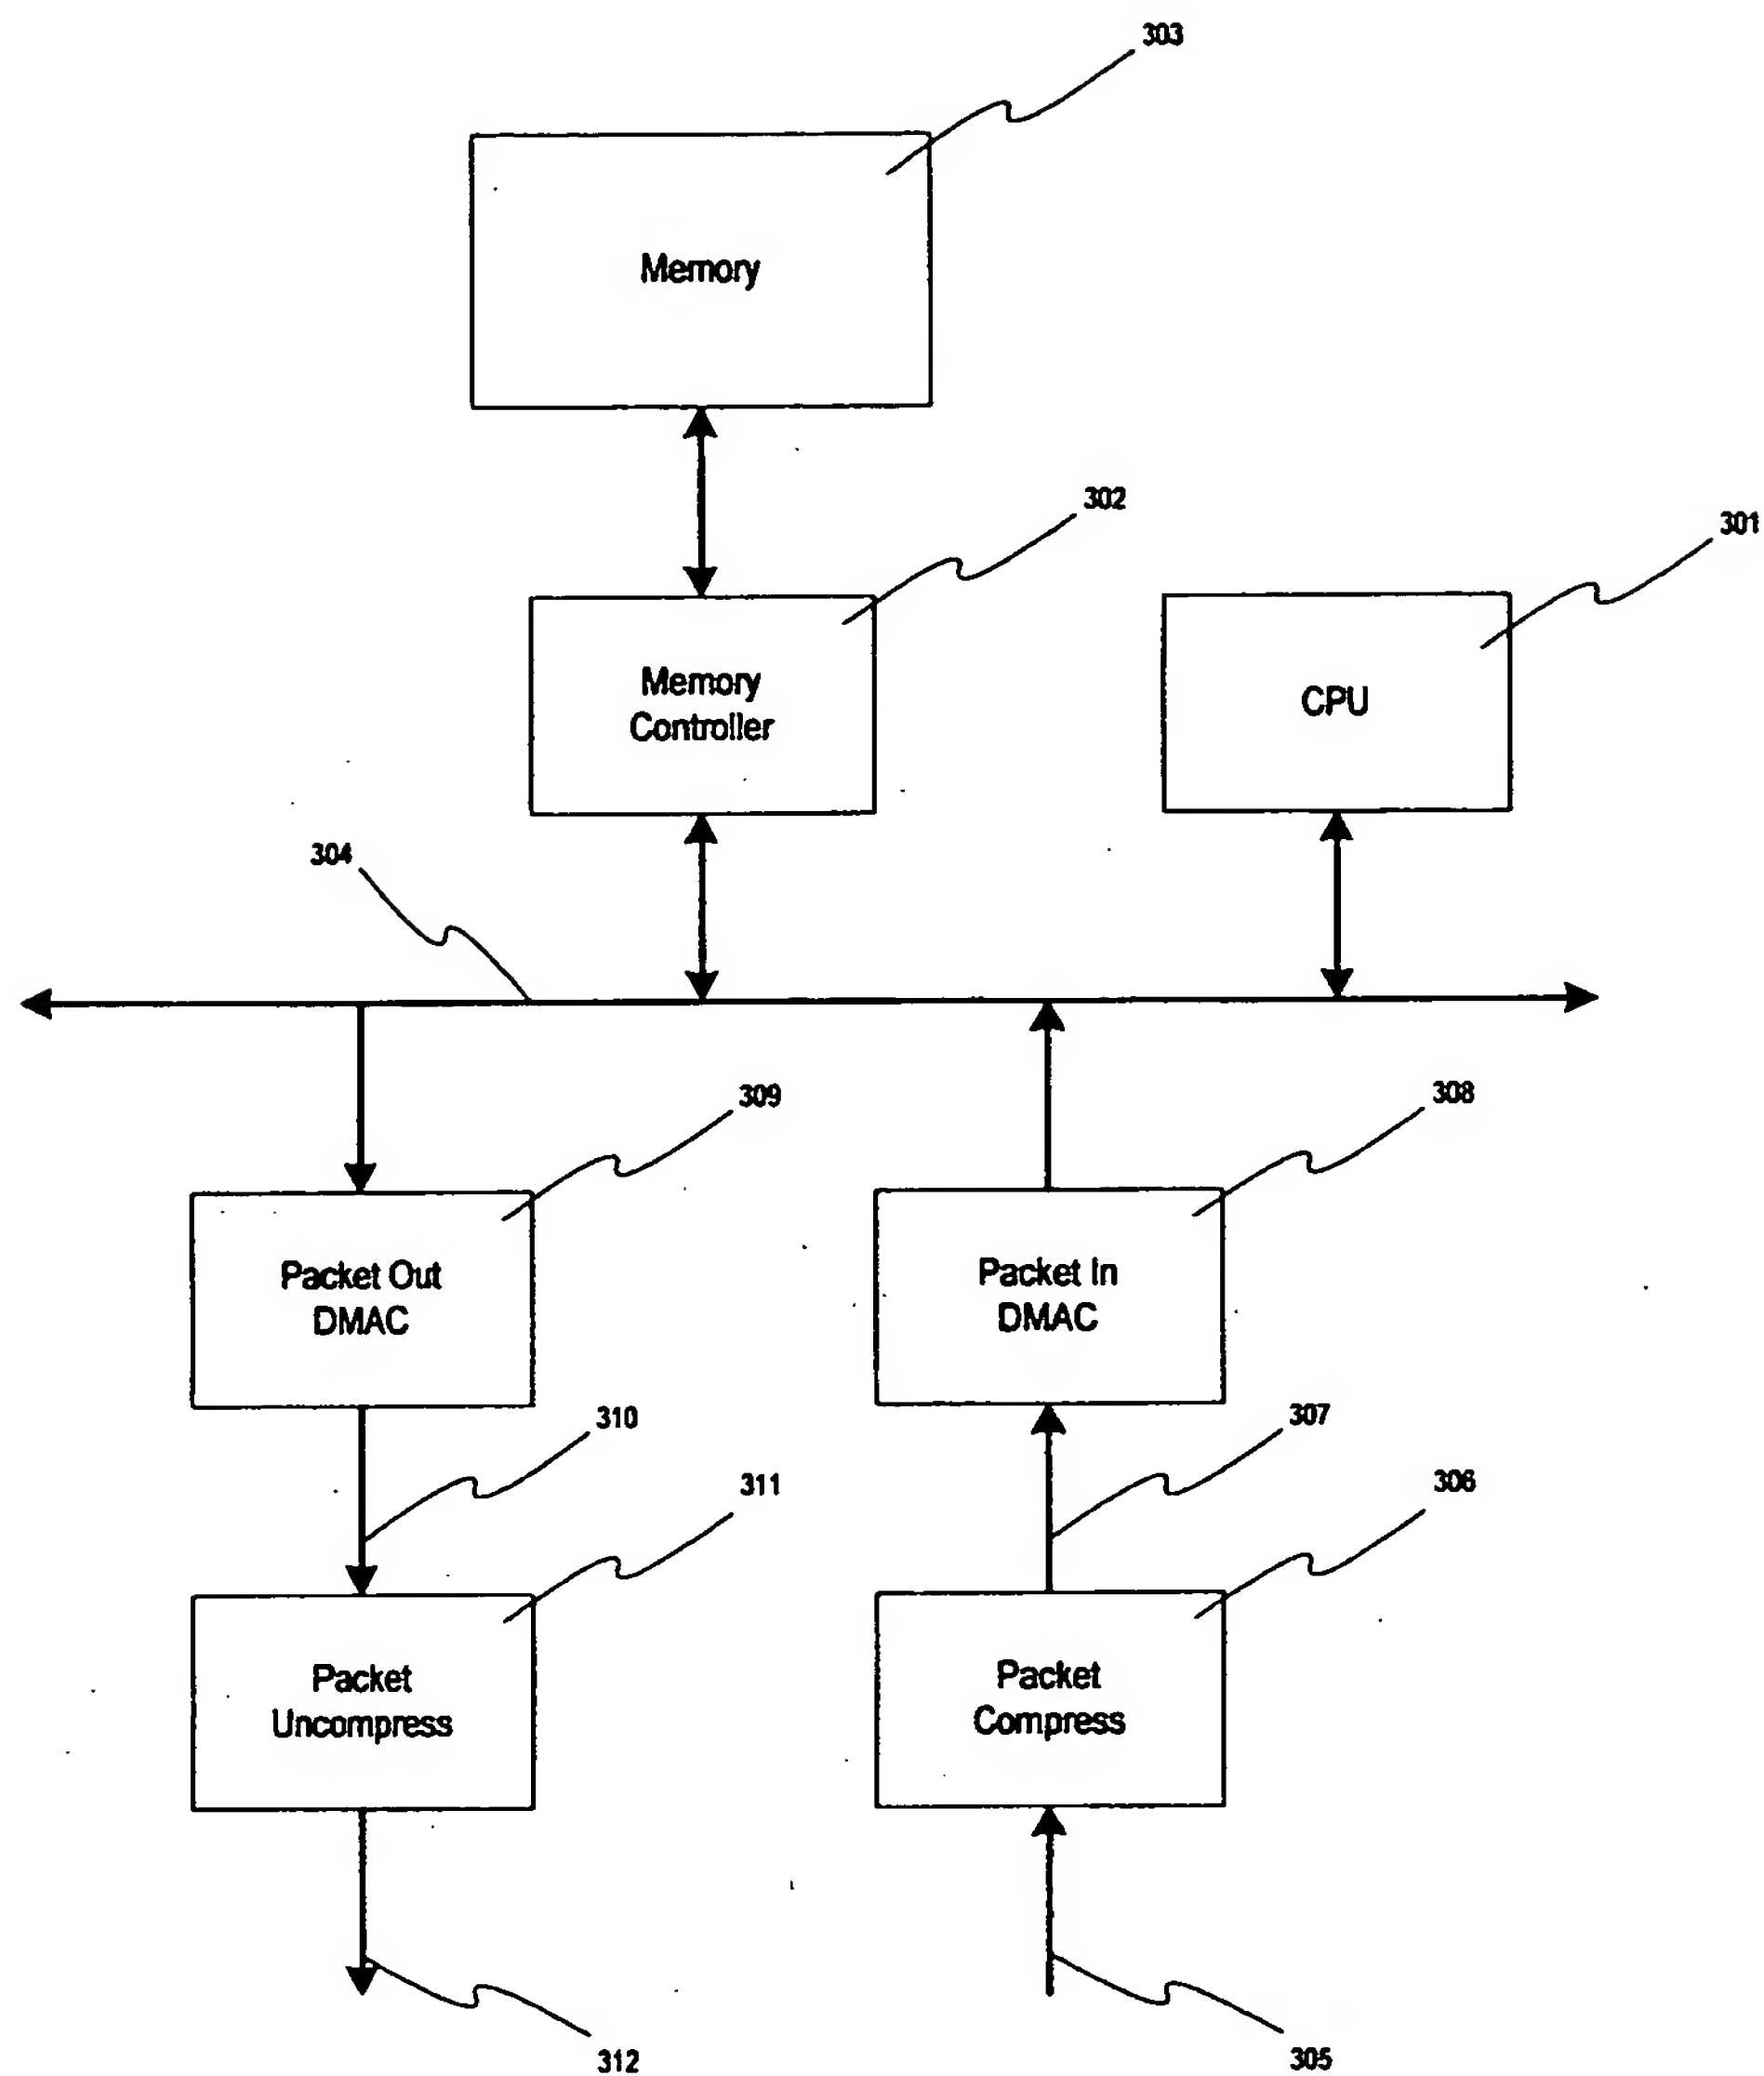 303
Memory
302
301
Memory
Controller
CPU
304
309
308
Packet Out
DMAC
Packet In
DMAC
310
307
311
306
Packet
Uncompress
Packet
Compress
312
305